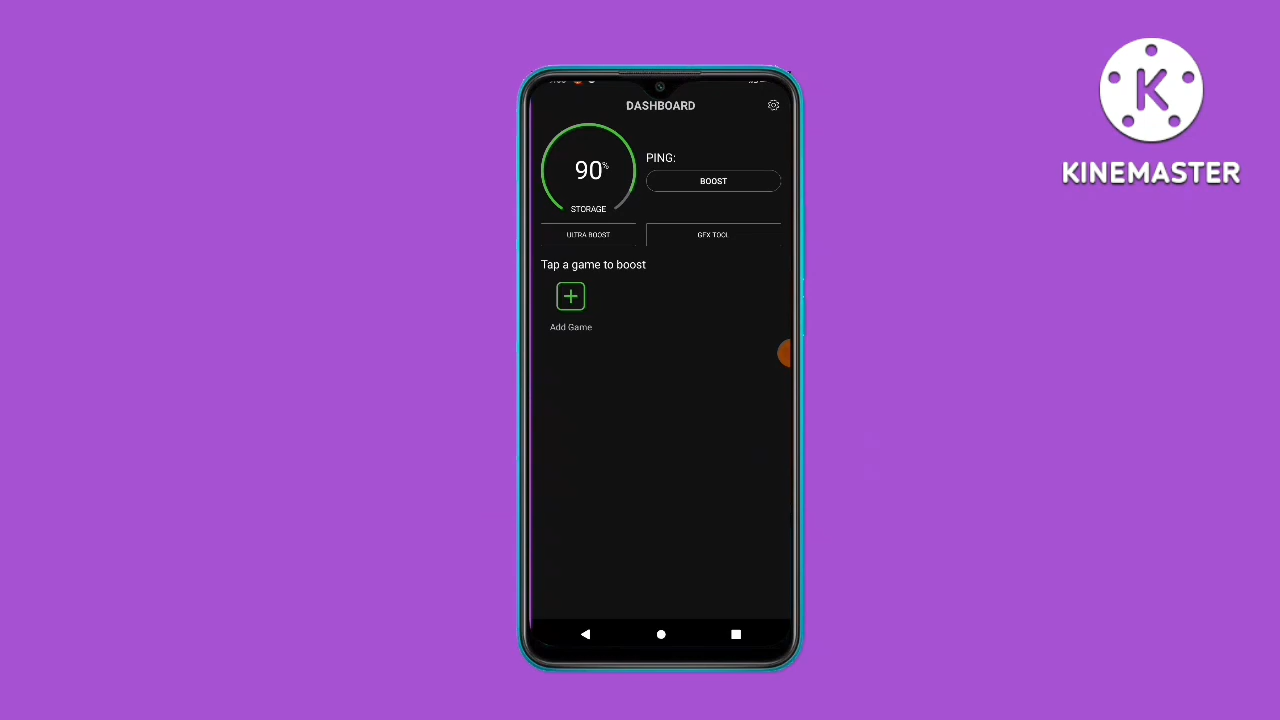 DASHBOARD
90%
STORAGE
PING:
BOOST
ULTRA BOOST
GFX TOOL
Tap a game to boost
Add Game
K
KINEMASTER